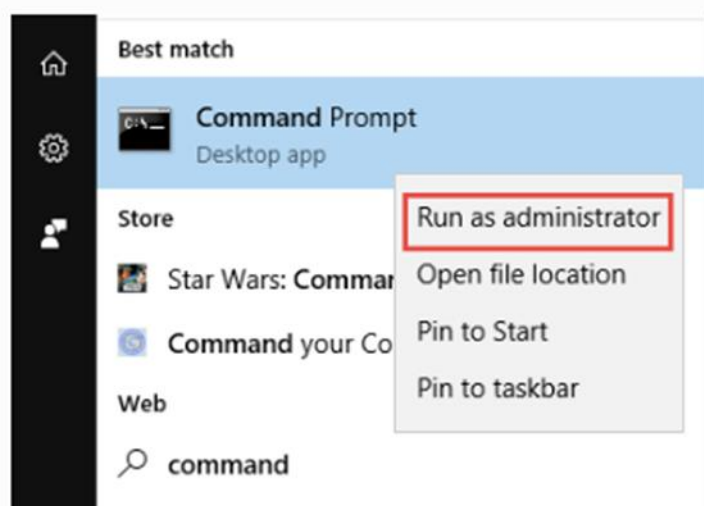 Best match
C:\_
Command Prompt
Desktop app
Run as administrator
Store
Star Wars: Comma
Open file location
Command your Co
Pin to Start
Pin to taskbar
Web
command